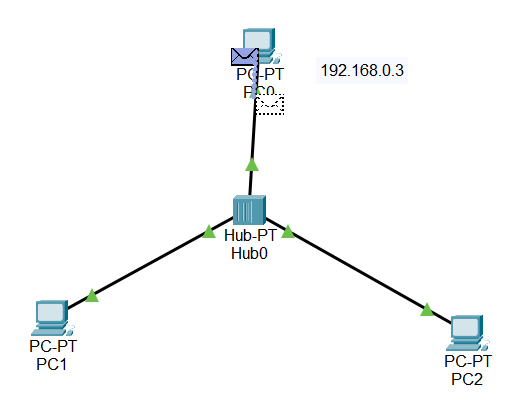 PC-PT
PC0
192.168.0.3
Hub-PT
Hub0
PC-PT
PC1
PC-PT
PC2